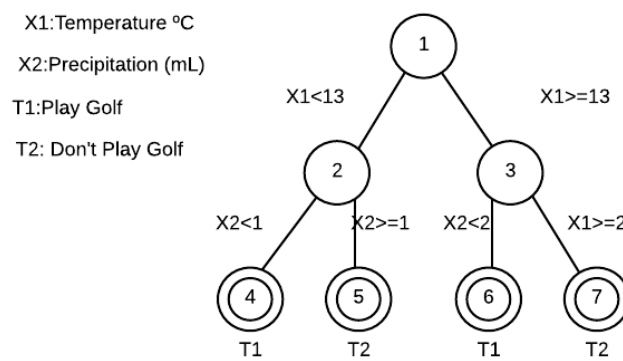 X1:Temperature ºC
X2:Precipitation (mL)
T1:Play Golf
T2: Don't Play Golf
1
X1<13
X1>=13
2
3
X2<1
X2>=1
X2<2
X1>=2
4
5
6
7
T1
T2
T1
T2